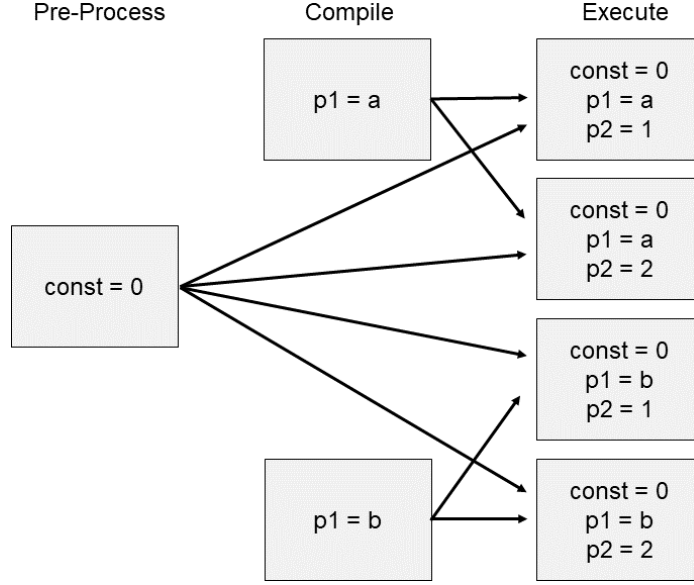 Pre-Process
Compile
Execute
p1 = a
const = 0
p1 = a
p2 = 1
const = 0
p1 = a
p2 = 2
const = 0
const = 0
p1 = b
p2 = 1
p1 = b
const = 0
p1 = b
p2 = 2